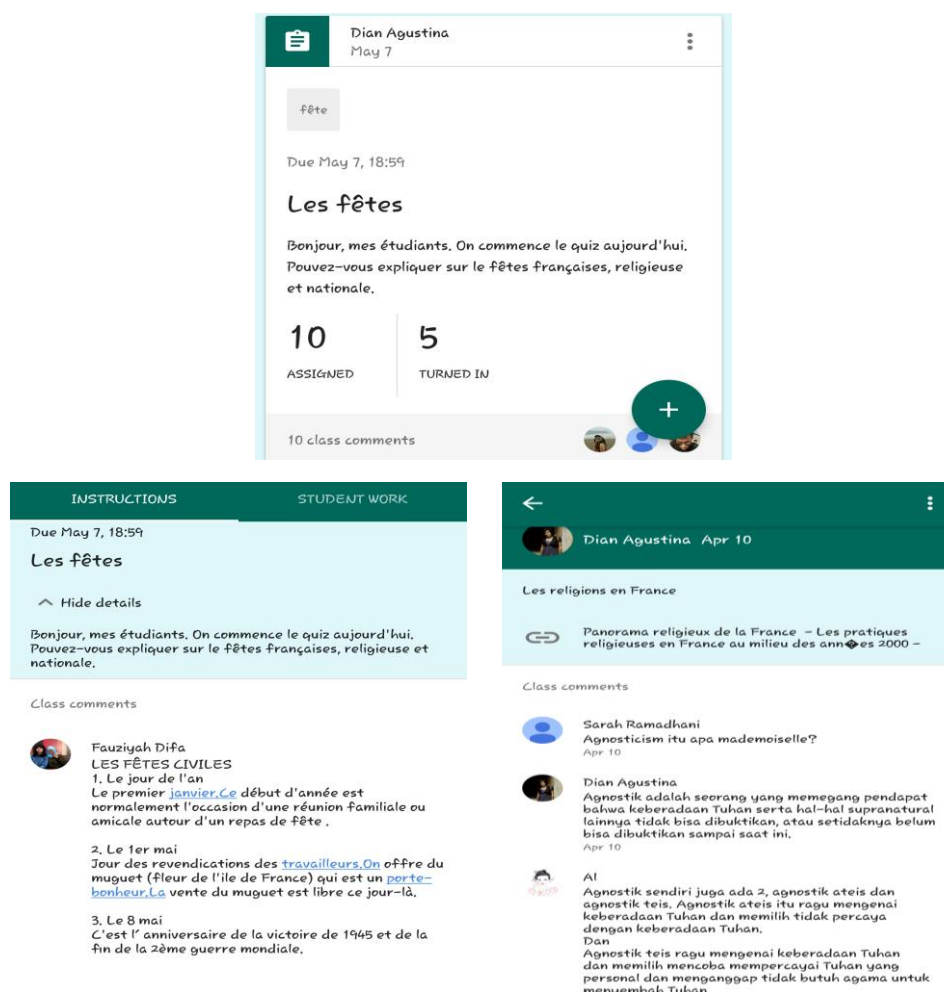 Dian Agustina
May 7
fête
Due May 7, 18:59
Les fêtes
Bonjour, mes étudiants. On commence le quiz aujourd'hui.
Pouvez-vous expliquer sur le fêtes françaises, religieuse
et nationale.
10
ASSIGNED
5
TURNED IN
10 class comments
INSTRUCTIONS
STUDENT WORK
Due May 7, 18:59
Les fêtes
Hide details
Bonjour, mes étudiants. On commence le quiz aujourd'hui.
Pouvez-vous expliquer sur le fêtes françaises, religieuse et
nationale.
Class comments
Fauziyah Difa
LES FÊTES CIVILES
1. Le jour de l'an
Le premier janvier.Ce début d'année est
normalement l'occasion d'une réunion familiale ou
amicale autour d'un repas de fête .
2. Le 1er mai
Jour des revendications des travailleurs.On offre du
muguet (fleur de l'ile de France) qui est un porte-
bonheur.La vente du muguet est libre ce jour-là.
3. Le 8 mai
C'est l' anniversaire de la victoire de 1945 et de la
fin de la 2ème guerre mondiale.
Dian Agustina Apr 10
Les religions en France
Panorama religieux de la France - Les pratiques
religieuses en France au milieu des ann�es 2000 -
Class comments
Sarah Ramadhani
Agnosticism itu apa mademoiselle?
Apr 10
Dian Agustina
Agnostik adalah seorang yang memegang pendapat
bahwa keberadaan Tuhan serta hal-hal supranatural
lainnya tidak bisa dibuktikan, atau setidaknya belum
bisa dibuktikan sampai saat ini.
Apr 10
Al
Agnostik sendiri juga ada 2, agnostik ateis dan
agnostik teis. Agnostik ateis itu ragu mengenai
keberadaan Tuhan dan memilih tidak percaya
dengan keberadaan Tuhan.
Dan
Agnostik teis ragu mengenai keberadaan Tuhan
dan memilih mencoba mempercayai Tuhan yang
personal dan menganggap tidak butuh agama untuk
menyembah Tuhan